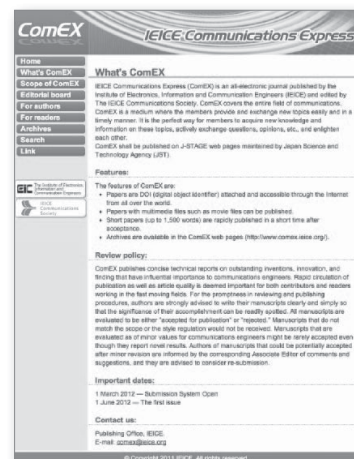 ComEX
IEICE Communications Express
Home
What's ComEX
Scope of ComEX
Editorial board
For authors
For readers
Archives
Search
Link
The Institute of Electronics,
Information and
Communication Engineers
IEICE
Communications
Society
What's ComEX
IEICE Communications Express (ComEX) is an all-electronic journal published by the
Institute of Electronics, Information and Communication Engineers (IEICE) and edited by
The IEICE Communications Society. ComEX covers the entire field of communications.
ComEX is a medium where the members provide and exchange new topics easily and in a
timely manner. It is the perfect way for members to acquire new knowledge and
information on these topics, actively exchange questions, opinions, etc., and enlighten
each other.
ComEX shall be published on J-STAGE web pages maintained by Japan Science and
Technology Agency (JST).
Features:
The features of ComEX are:
• Papers are DOI (digital object identifier) attached and accessible through the Internet
from all over the world.
• Papers with multimedia files such as movie files can be published.
• Short papers (up to 1,500 words) are rapidly published in a short time after
acceptance.
• Archives are available in the ComEX web pages (http://www.comex.ieice.org/).
Review policy:
ComEX publishes concise technical reports on outstanding inventions, innovation, and
finding that have influential importance to communications engineers. Rapid circulation of
publication as well as article quality is deemed important for both contributors and readers
working in the fast moving fields. For the promptness in reviewing and publishing
procedures, authors are strongly advised to write their manuscripts clearly and simply so
that the significance of their accomplishment can be readily spotted. All manuscripts are
evaluated to be either "accepted for publication" or "rejected." Manuscripts that do not
match the scope or the style regulation would not be received. Manuscripts that are
evaluated as of minor values for communications engineers might be rarely accepted even
though they report novel results. Authors of manuscripts that could be potentially accepted
after minor revision are informed by the corresponding Associate Editor of comments and
suggestions, and they are advised to consider re-submission.
Important dates:
1 March 2012 — Submission System Open
1 June 2012 — The first issue
Contact us:
Publishing Office, IEICE.
E-mail: comex@ieice.org
© Copyright 2011 IEICE. All rights reserved.